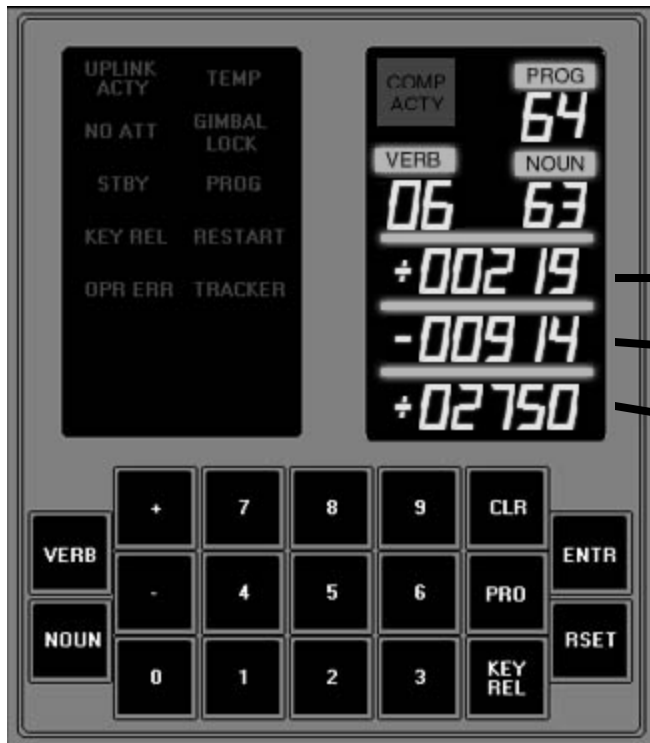 UPLINK ACTY TEMP
NO ATT GIMBAL LOCK
STBY PROG
KEY REL RESTART
OPR ERR TRACKER
COMP ACTY PROG
64
VERB NOUN
06 63
+00219
-00914
+02750
+ 7 8 9 CLR
VERB ENTR
- 4 5 6 PRO
NOUN RSET
0 1 2 3 KEY REL